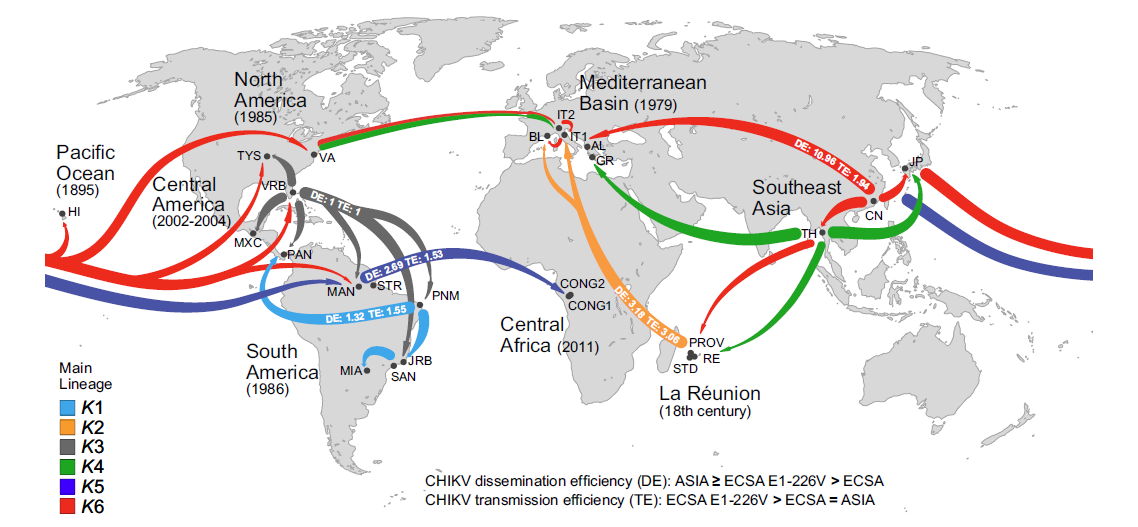 North
America
(1985)
Mediterranean
Basin (1979)
IT2
BL
IT1
AL
GR
DE: 10.96 TE: 1.94
JP
Pacific
Ocean
(1895)
HI
TYS
VA
Central
America
(2002-2004)
VRB
DE: 1 TE: 1
Southeast
Asia
CN
TH
MXC
PAN
MAN
STR
DE: 2.69 TE: 1.53
PNM
CONG2
CONG1
DE: 1.32 TE: 1.55
DE: 3.18 TE: 3.06
Central
Africa (2011)
PROV
RE
STD
South
America
(1986)
MIA
JRB
SAN
La Réunion
(18th century)
Main
Lineage
K1
K2
K3
K4
K5
K6
CHIKV dissemination efficiency (DE): ASIA ≥ ECSA E1-226V > ECSA
CHIKV transmission efficiency (TE): ECSA E1-226V > ECSA = ASIA